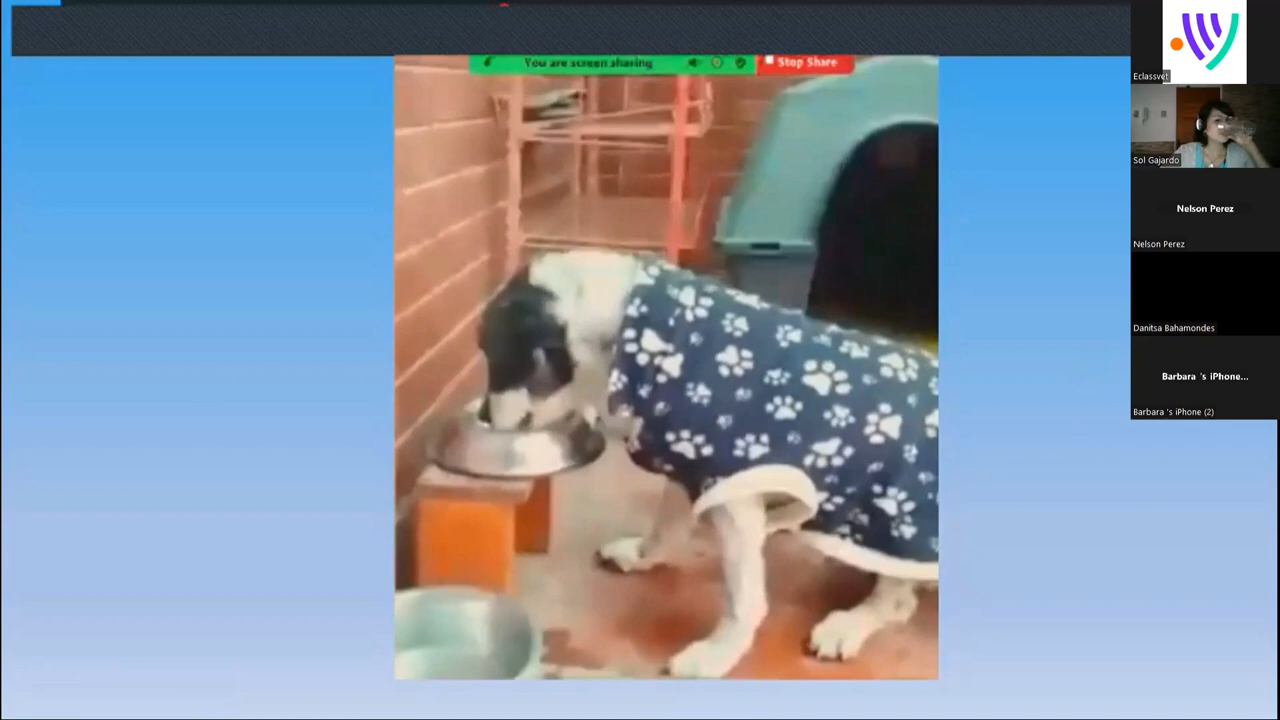 You are screen sharing
Stop Share
Eclassvet
Sol Gajardo
Nelson Perez
Nelson Perez
Danitsa Bahamondes
Barbara 's iPhone...
Barbara 's iPhone (2)